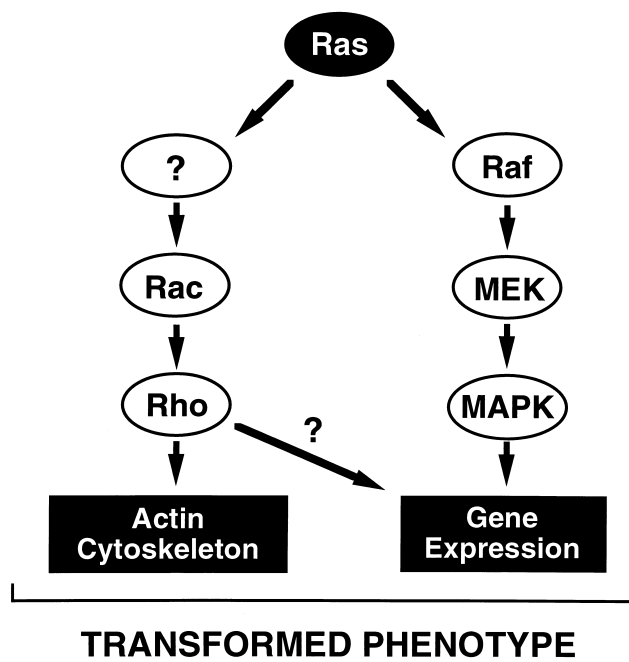 Ras
?
Raf
Rac
MEK
Rho
MAPK
?
Actin
Cytoskeleton
Gene
Expression
TRANSFORMED PHENOTYPE